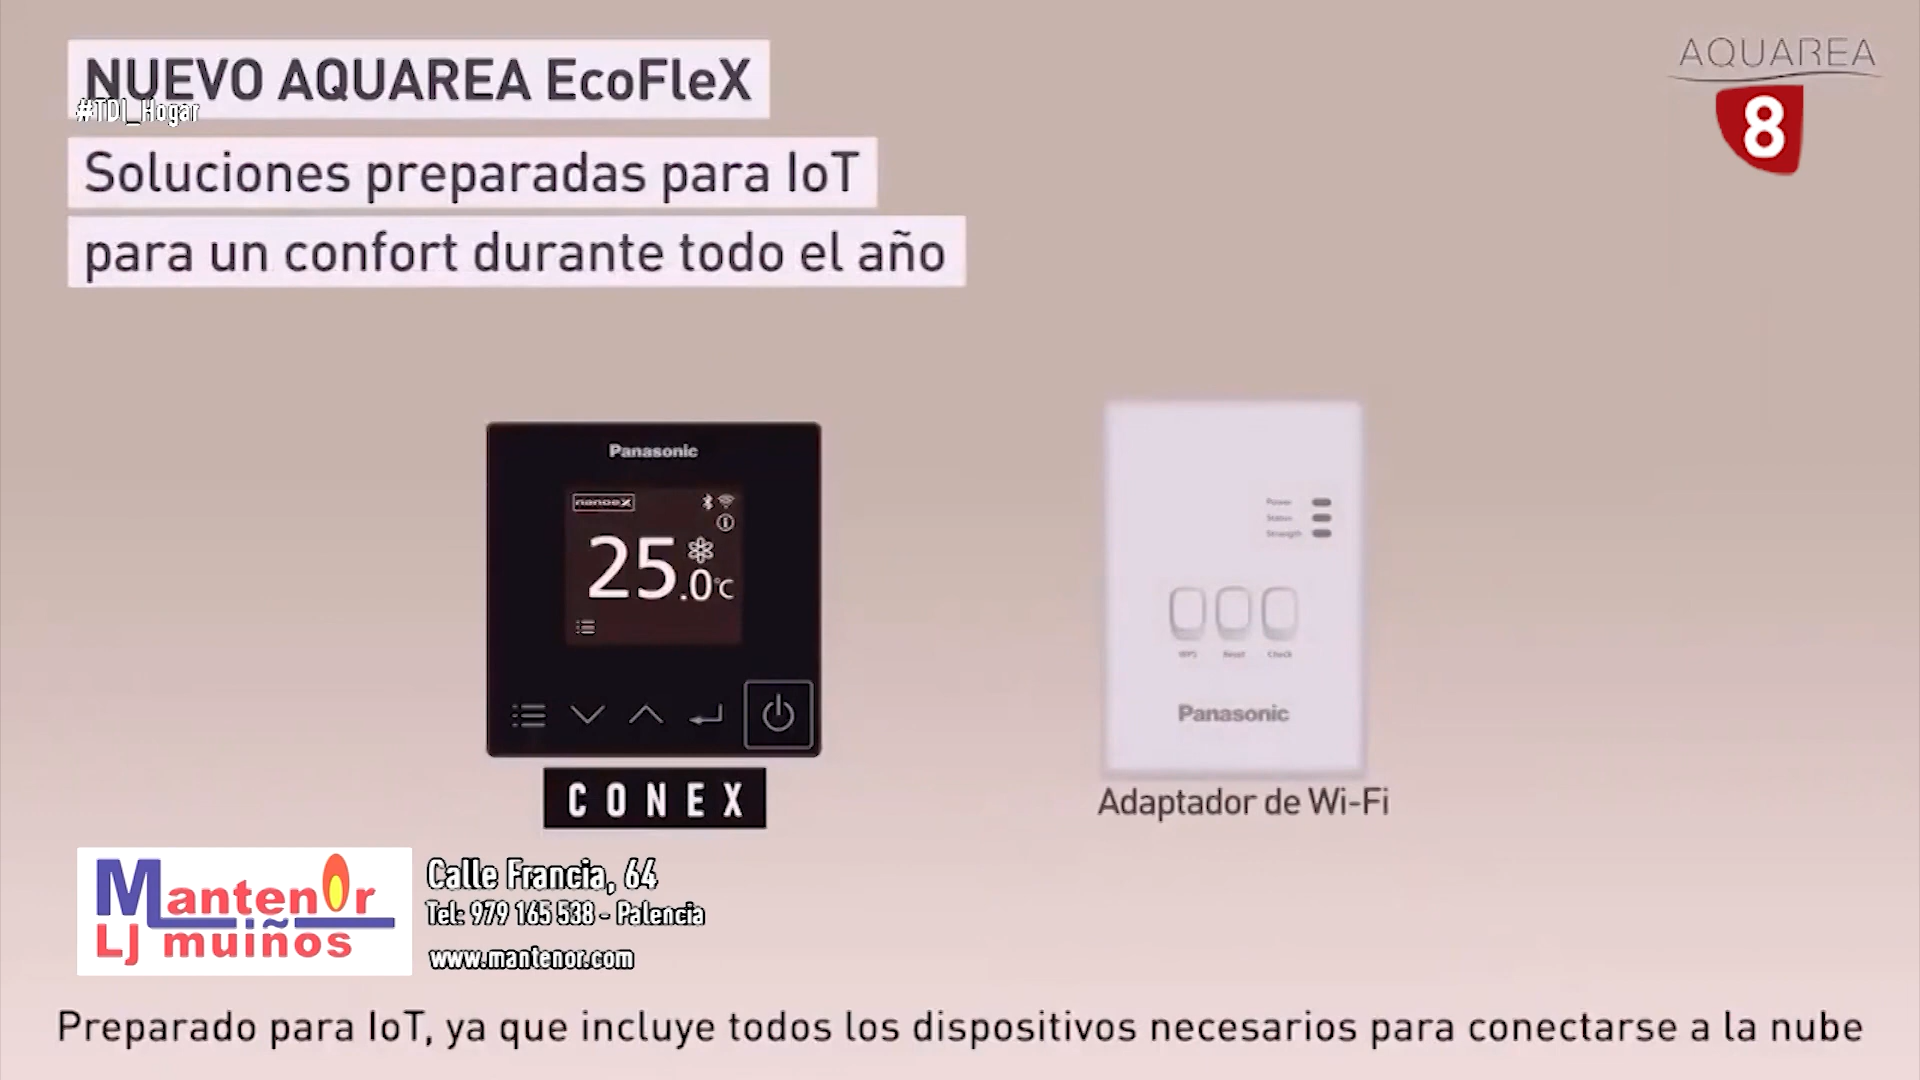 NUEVO AQUAREA EcoFleX
#TDI_Hogar
Soluciones preparadas para IoT
para un confort durante todo el año
AQUAREA
8
Panasonic
nanoeX
25.0°C
CONEX
Power
Status
Strength
WPS Reset Check
Panasonic
Adaptador de Wi-Fi
Mantenor
LJ muiños
Calle Francia, 64
Tel: 979 165 538 - Palencia
www.mantenor.com
Preparado para IoT, ya que incluye todos los dispositivos necesarios para conectarse a la nube